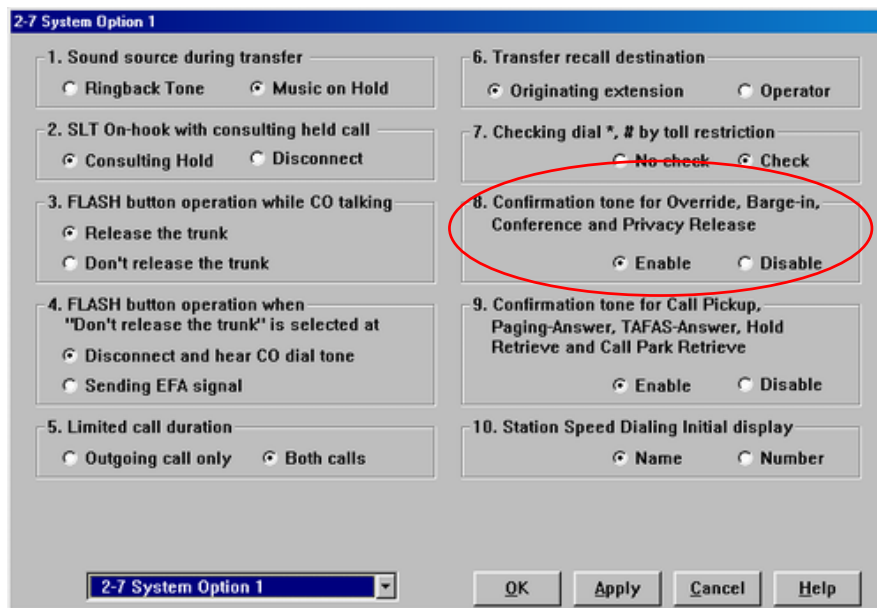 2-7 System Option 1
1. Sound source during transfer
Ringback Tone Music on Hold
2. SLT On-hook with consulting held call
Consulting Hold Disconnect
3. FLASH button operation while CO talking
Release the trunk
Don't release the trunk
4. FLASH button operation when
"Don't release the trunk" is selected at
Disconnect and hear CO dial tone
Sending EFA signal
5. Limited call duration
Outgoing call only Both calls
6. Transfer recall destination
Originating extension Operator
7. Checking dial *, # by toll restriction
No check Check
8. Confirmation tone for Override, Barge-in,
Conference and Privacy Release
Enable Disable
9. Confirmation tone for Call Pickup,
Paging-Answer, TAFAS-Answer, Hold
Retrieve and Call Park Retrieve
Enable Disable
10. Station Speed Dialing Initial display
Name Number
2-7 System Option 1
OK Apply Cancel Help